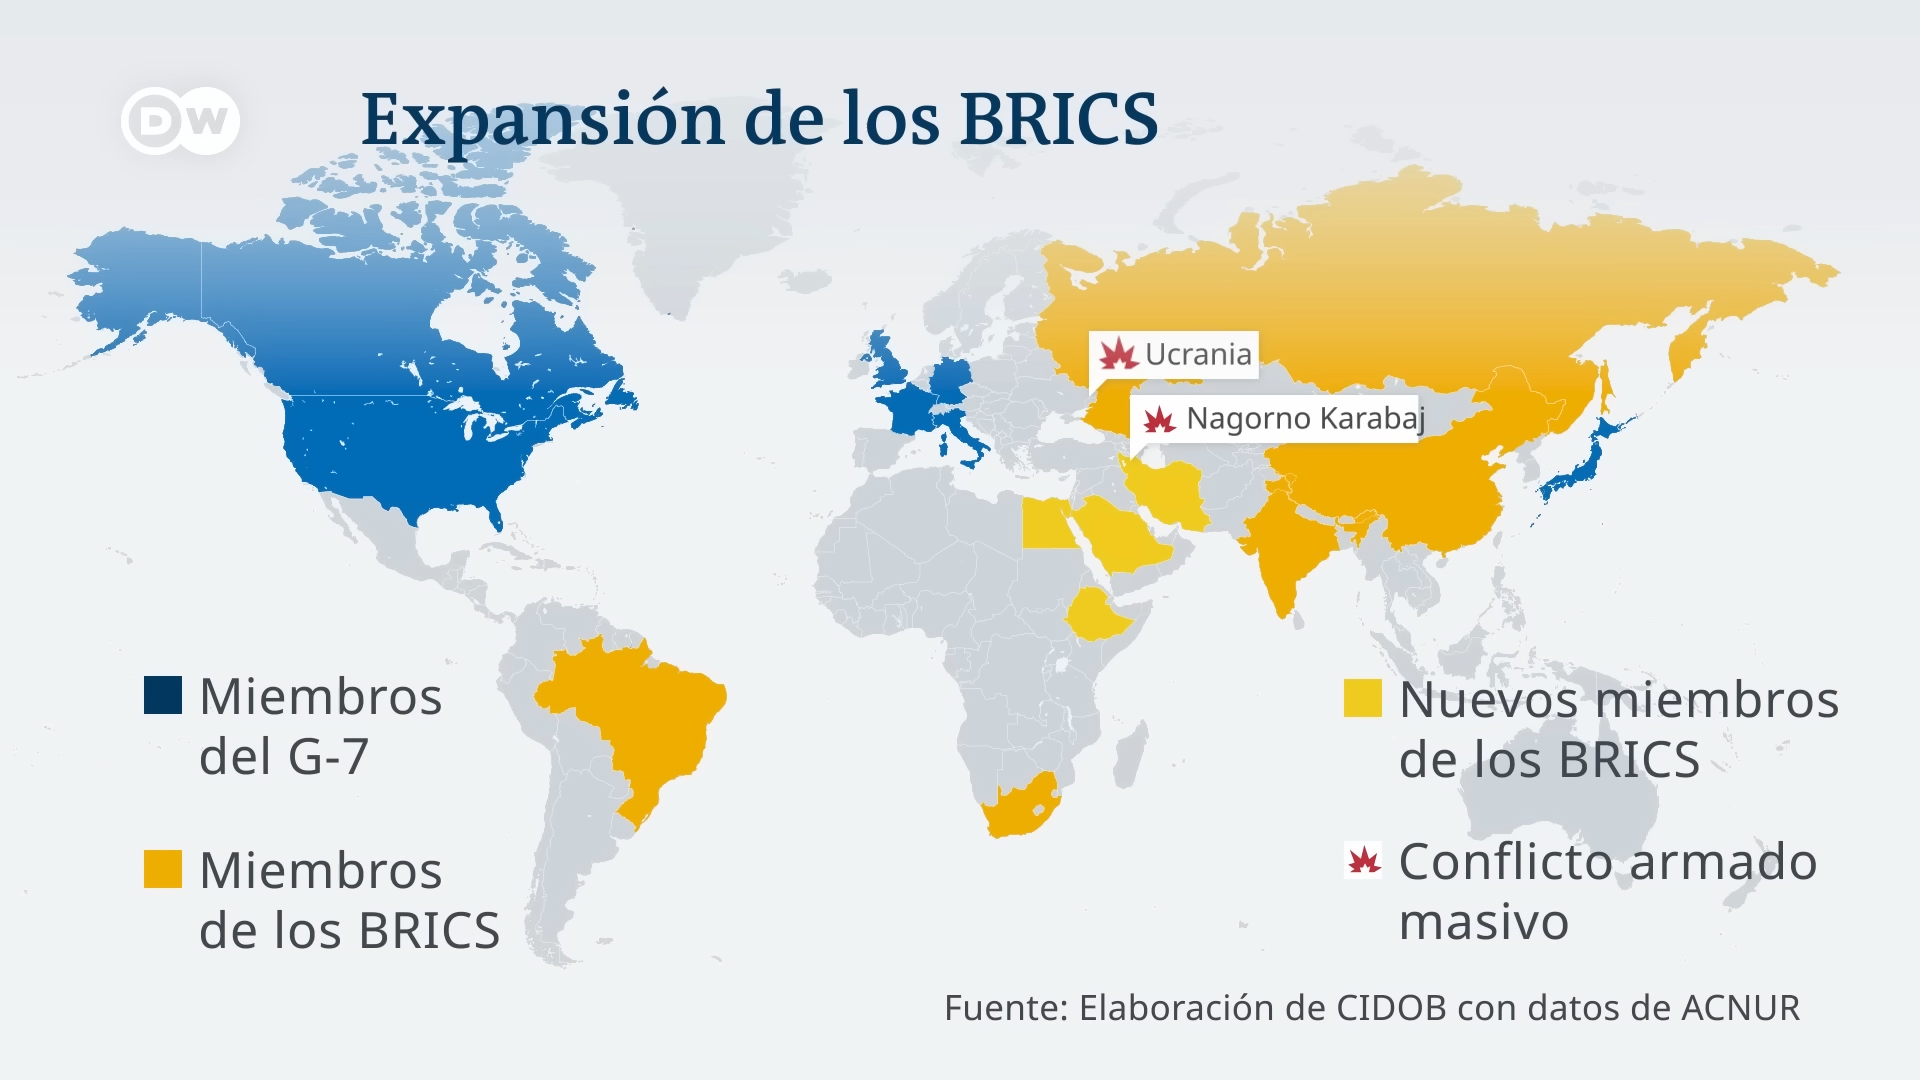 DW
Expansión de los BRICS
Ucrania
Nagorno Karabaj
Miembros
del G-7
Miembros
de los BRICS
Nuevos miembros
de los BRICS
Conflicto armado
masivo
Fuente: Elaboración de CIDOB con datos de ACNUR